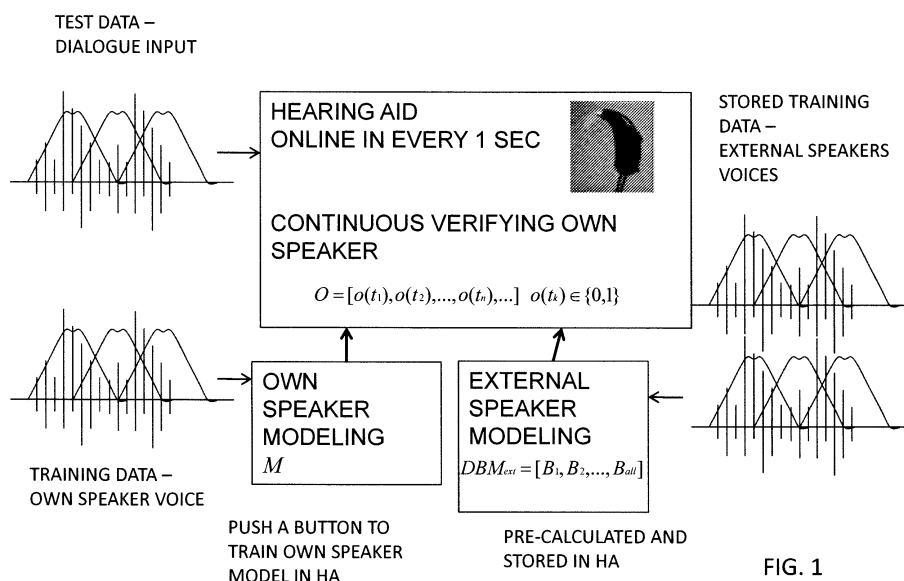 TEST DATA –
DIALOGUE INPUT
HEARING AID
ONLINE IN EVERY 1 SEC
CONTINUOUS VERIFYING OWN
SPEAKER
O = [o(t₁),o(t₂),...,o(tₙ),...] o(tₖ) ∈ {0,1}
STORED TRAINING
DATA –
EXTERNAL SPEAKERS
VOICES
OWN
SPEAKER
MODELING
M
EXTERNAL
SPEAKER
MODELING
DBMₑₓₜ = [B₁, B₂,..., Bₐₗₗ]
TRAINING DATA –
OWN SPEAKER VOICE
PUSH A BUTTON TO
TRAIN OWN SPEAKER
MODEL IN HA
PRE-CALCULATED AND
STORED IN HA
FIG. 1